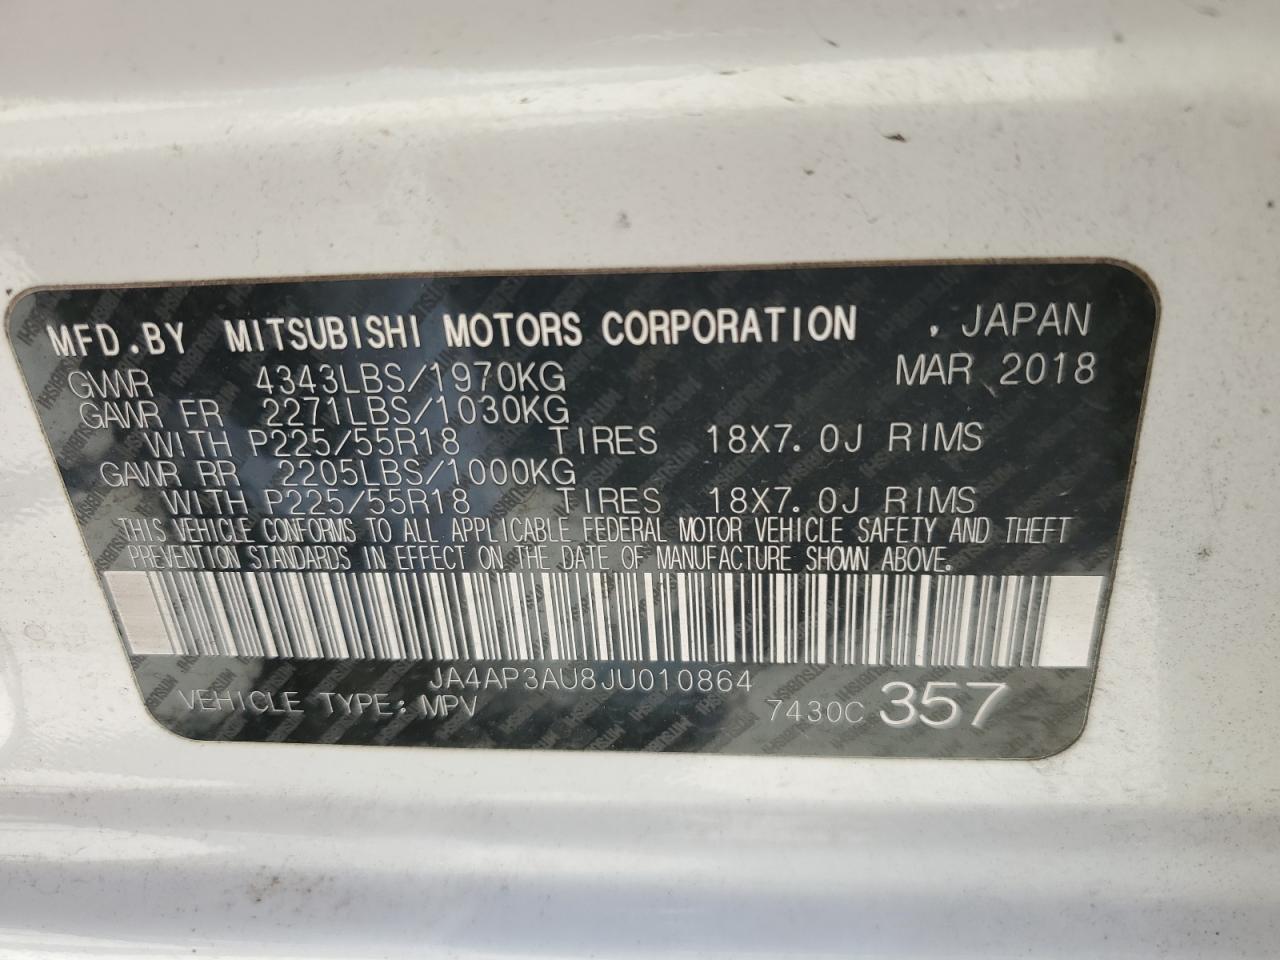 MFD.BY MITSUBISHI MOTORS CORPORATION , JAPAN
GVWR 4343LBS/1970KG MAR 2018
GAWR FR 2271LBS/1030KG
WITH P225/55R18 TIRES 18X7.0J RIMS
GAWR RR 2205LBS/1000KG
WITH P225/55R18 TIRES 18X7.0J RIMS
THIS VEHICLE CONFORMS TO ALL APPLICABLE FEDERAL MOTOR VEHICLE SAFETY AND THEFT
PREVENTION STANDARDS IN EFFECT ON THE DATE OF MANUFACTURE SHOWN ABOVE.
JA4AP3AU8JU010864
VEHICLE TYPE: MPV 7430C 357